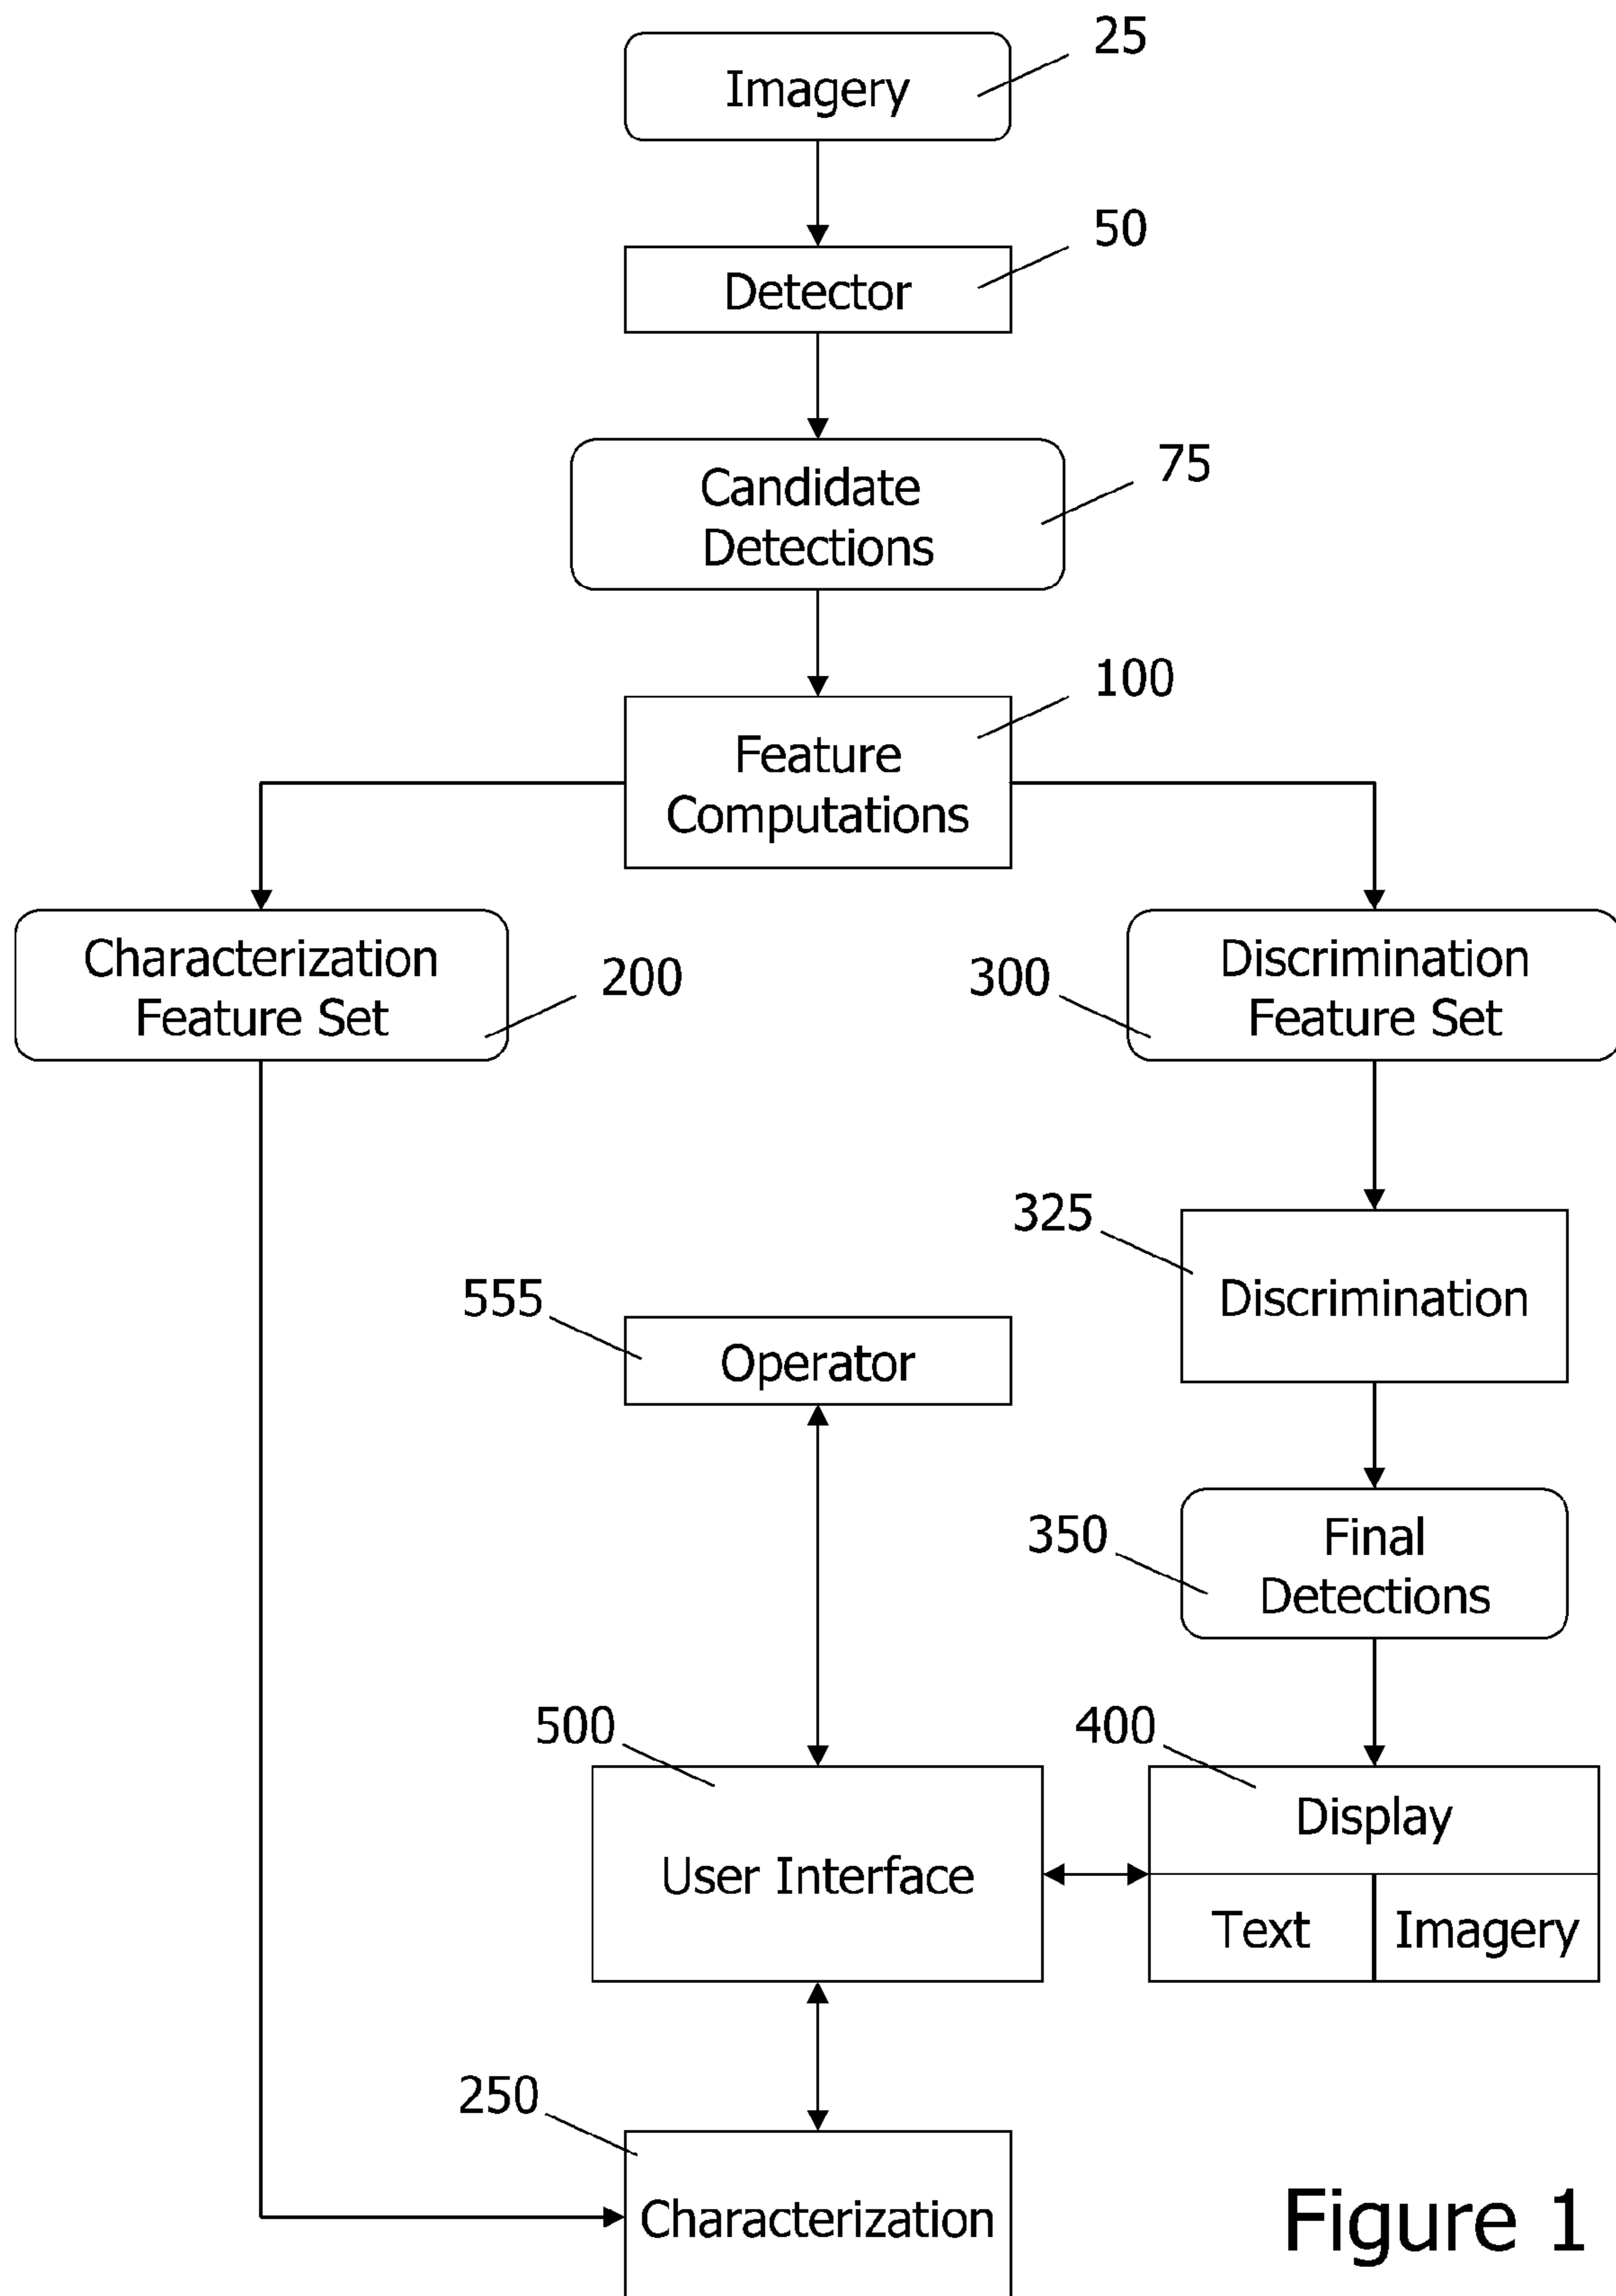 25
Imagery
50
Detector
75
Candidate
Detections
100
Feature
Computations
Characterization
Feature Set
200
300
Discrimination
Feature Set
325
Discrimination
555
Operator
350
Final
Detections
500
User Interface
400
Display
Text
Imagery
250
Characterization
Figure 1